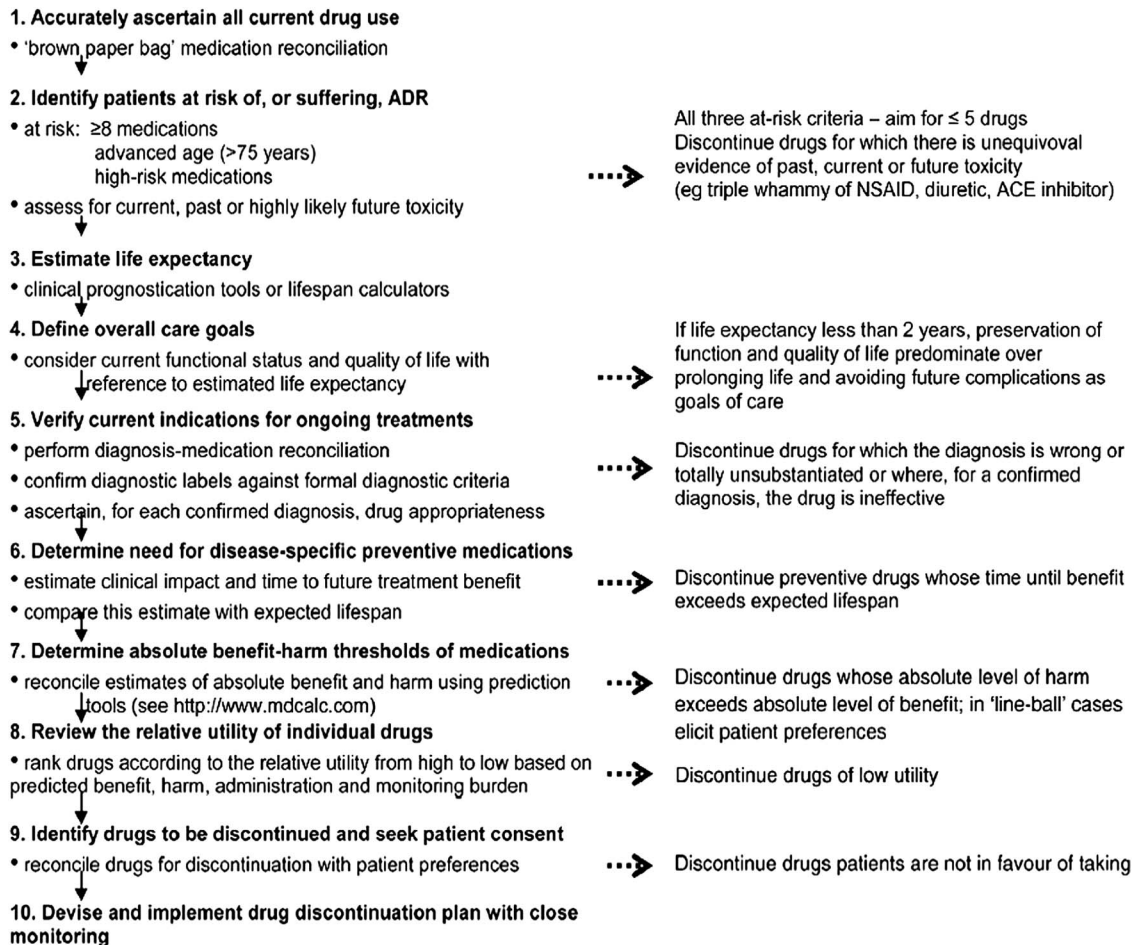 1. Accurately ascertain all current drug use
• 'brown paper bag' medication reconciliation
2. Identify patients at risk of, or suffering, ADR
• at risk: ≥8 medications
advanced age (>75 years)
high-risk medications
• assess for current, past or highly likely future toxicity
All three at-risk criteria – aim for ≤ 5 drugs
Discontinue drugs for which there is unequivoval
evidence of past, current or future toxicity
(eg triple whammy of NSAID, diuretic, ACE inhibitor)
3. Estimate life expectancy
• clinical prognostication tools or lifespan calculators
4. Define overall care goals
• consider current functional status and quality of life with
reference to estimated life expectancy
If life expectancy less than 2 years, preservation of
function and quality of life predominate over
prolonging life and avoiding future complications as
goals of care
5. Verify current indications for ongoing treatments
• perform diagnosis-medication reconciliation
• confirm diagnostic labels against formal diagnostic criteria
• ascertain, for each confirmed diagnosis, drug appropriateness
Discontinue drugs for which the diagnosis is wrong or
totally unsubstantiated or where, for a confirmed
diagnosis, the drug is ineffective
6. Determine need for disease-specific preventive medications
• estimate clinical impact and time to future treatment benefit
• compare this estimate with expected lifespan
Discontinue preventive drugs whose time until benefit
exceeds expected lifespan
7. Determine absolute benefit-harm thresholds of medications
• reconcile estimates of absolute benefit and harm using prediction
tools (see http://www.mdcalc.com)
Discontinue drugs whose absolute level of harm
exceeds absolute level of benefit; in 'line-ball' cases
elicit patient preferences
8. Review the relative utility of individual drugs
• rank drugs according to the relative utility from high to low based on
predicted benefit, harm, administration and monitoring burden
Discontinue drugs of low utility
9. Identify drugs to be discontinued and seek patient consent
• reconcile drugs for discontinuation with patient preferences
Discontinue drugs patients are not in favour of taking
10. Devise and implement drug discontinuation plan with close
monitoring